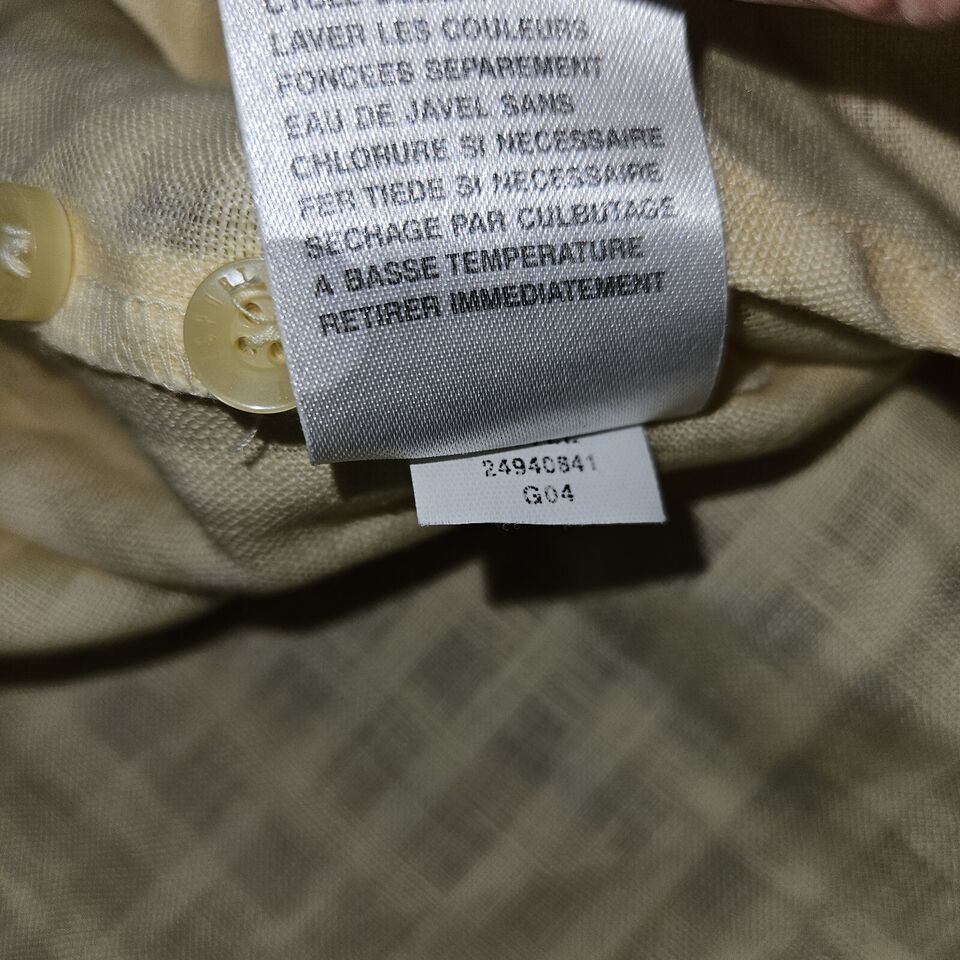 LAVER LES COULEURS
FONCEES SEPAREMENT
EAU DE JAVEL SANS
CHLORURE SI NECESSAIRE
FER TIEDE SI NECESSAIRE
SECHAGE PAR CULBUTAGE
A BASSE TEMPERATURE
RETIRER IMMEDIATEMENT
24940841
G04